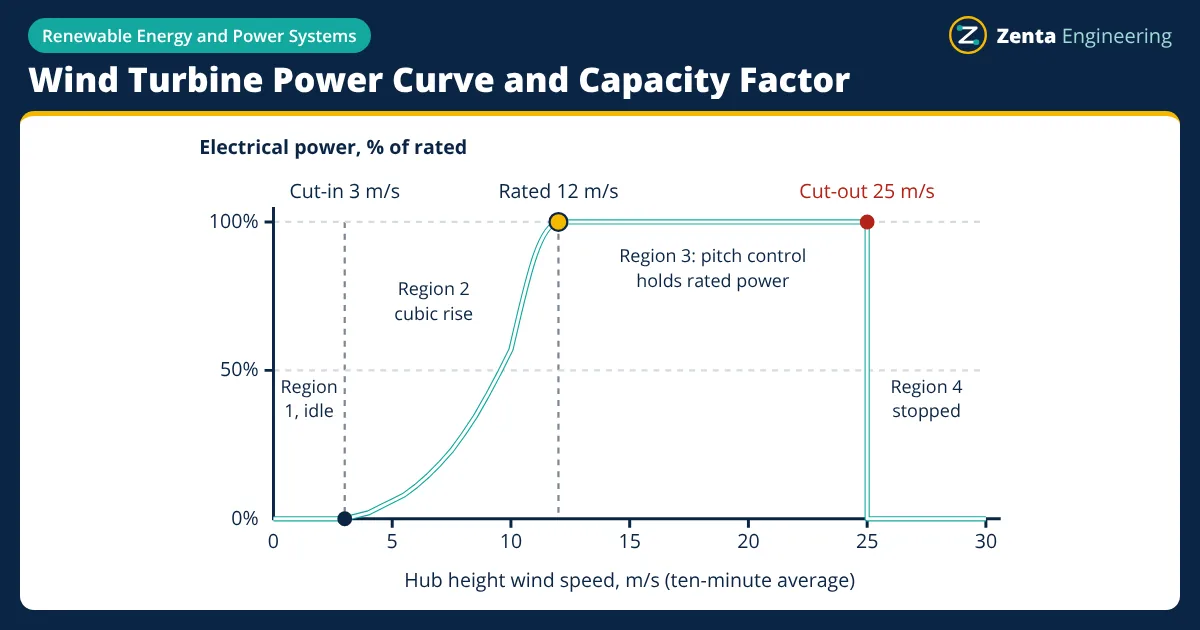 Renewable Energy and Power Systems
Zenta Engineering
Wind Turbine Power Curve and Capacity Factor
Electrical power, % of rated
Cut-in 3 m/s
Rated 12 m/s
Cut-out 25 m/s
100%
Region 3: pitch control
holds rated power
Region 2
cubic rise
50%
Region
1, idle
Region 4
stopped
0%
0
5
10
15
20
25
30
Hub height wind speed, m/s (ten-minute average)